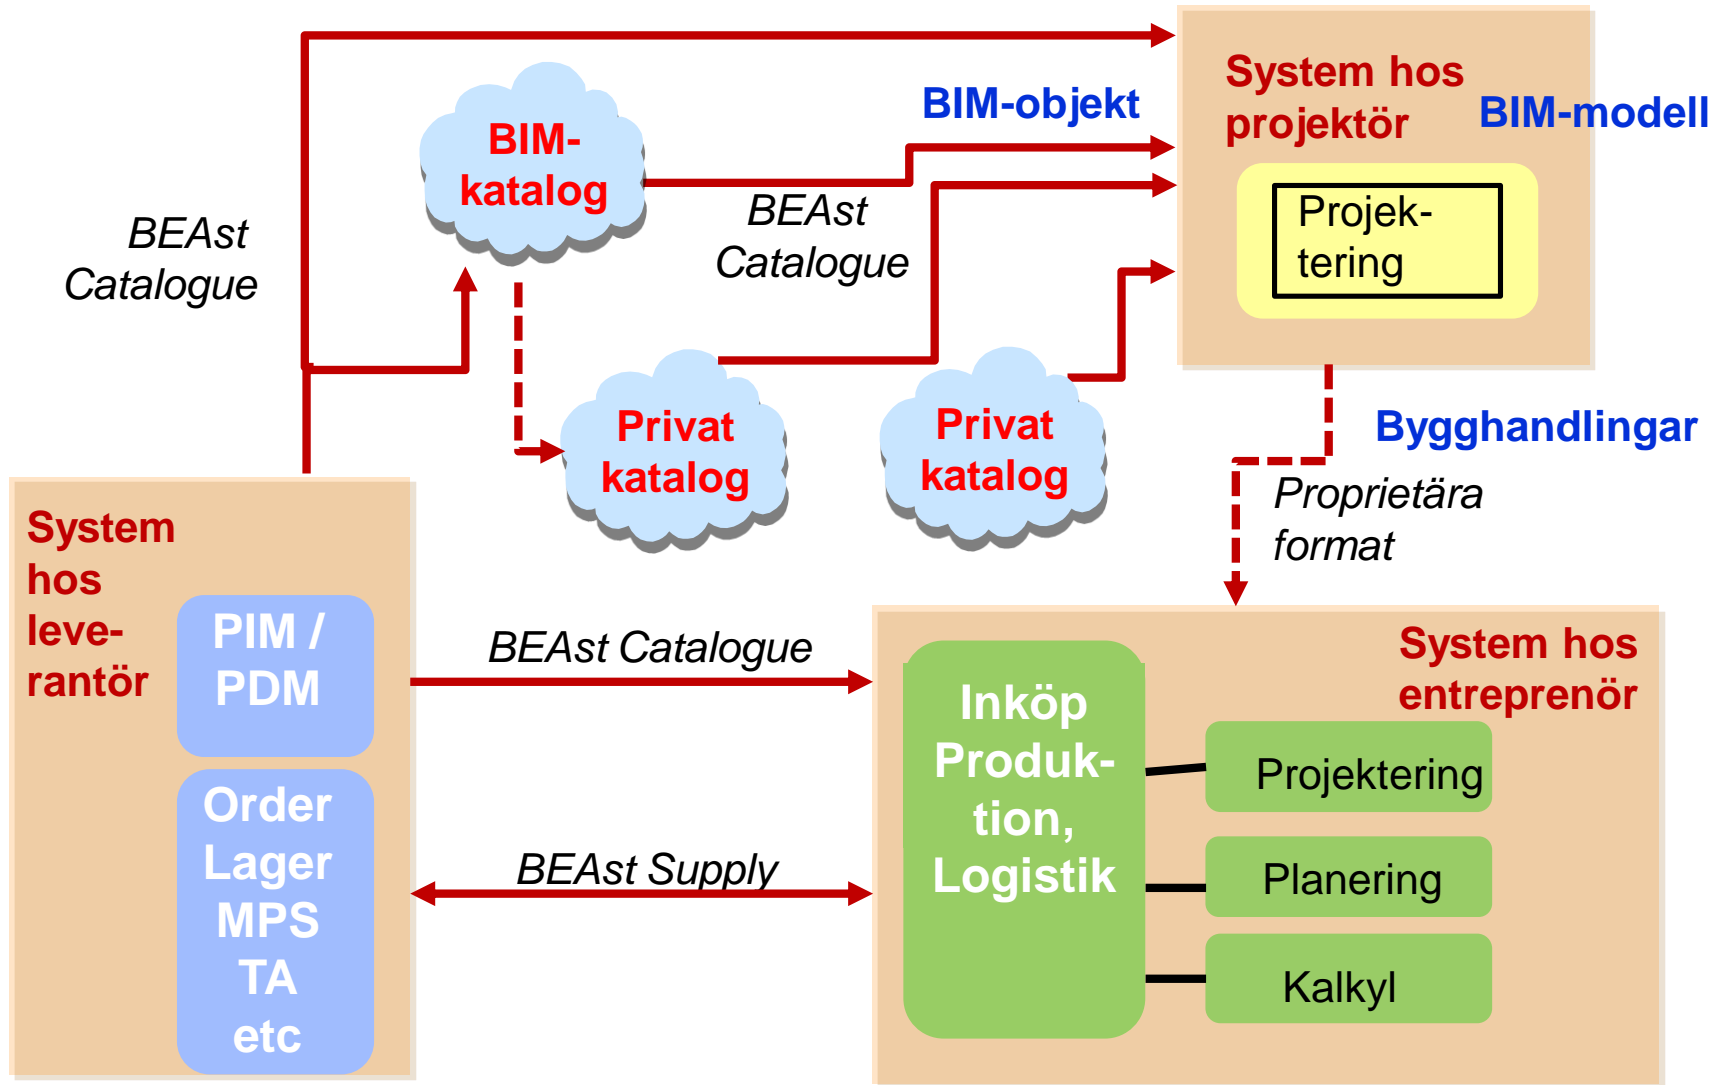 System hos
projektör
BIM-modell
BIM-objekt
BIM-
katalog
BEAst
Catalogue
BEAst
Catalogue
Projek-
tering
Privat
katalog
Privat
katalog
Bygghandlingar
Proprietära
format
System
hos
leve-
rantör
PIM /
PDM
Order
Lager
MPS
TA
etc
BEAst Catalogue
BEAst Supply
System hos
entreprenör
Inköp
Produk-
tion,
Logistik
Projektering
Planering
Kalkyl